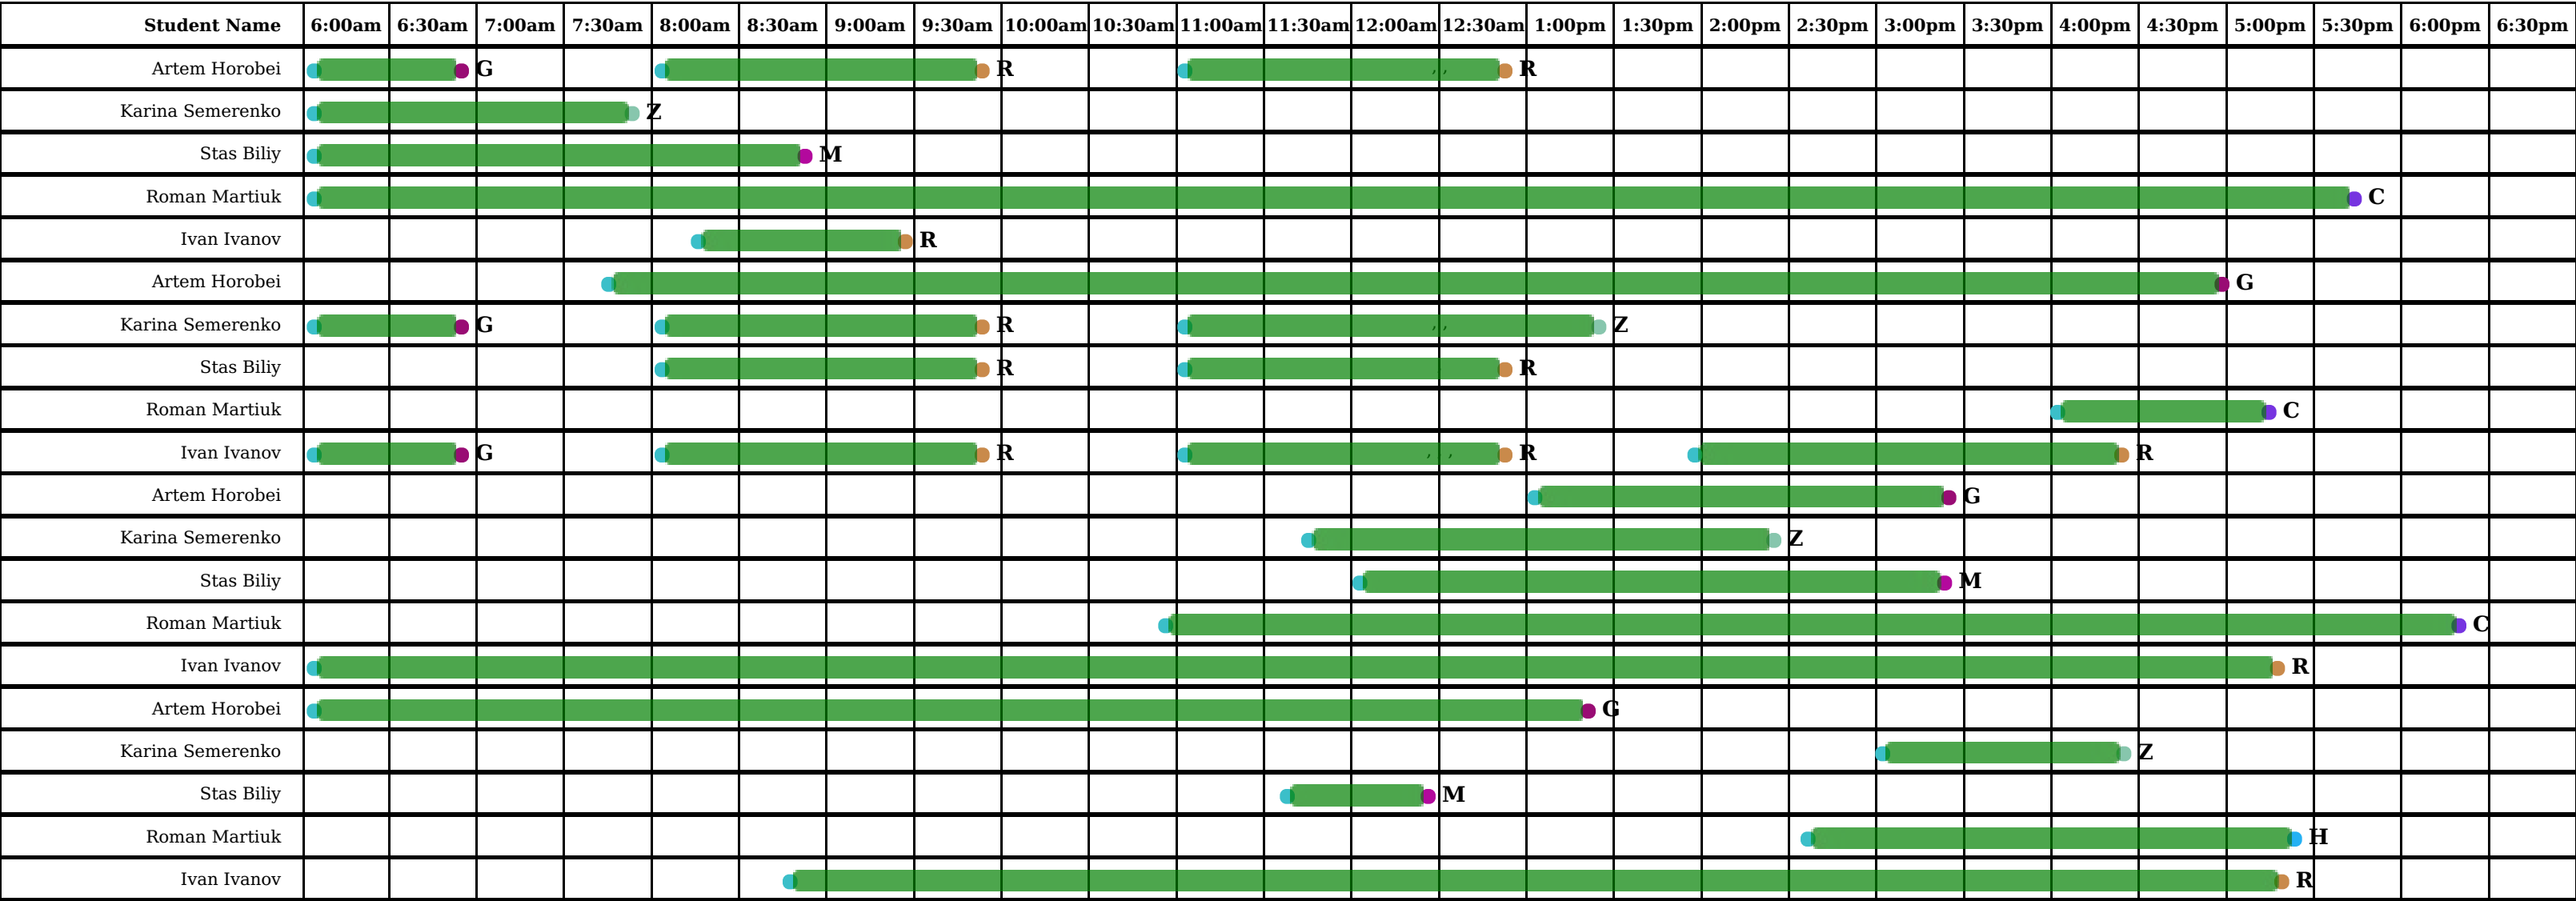 Student Name 6:00am 6:30am 7:00am 7:30am 8:00am 8:30am 9:00am 9:30am 10:00am 10:30am 11:00am 11:30am 12:00am 12:30am 1:00pm 1:30pm 2:00pm 2:30pm 3:00pm 3:30pm 4:00pm 4:30pm 5:00pm 5:30pm 6:00pm 6:30pm
Artem Horobei G R , , R
Karina Semerenko Z
Stas Biliy M
Roman Martiuk C
Ivan Ivanov R
Artem Horobei G
Karina Semerenko G R , , Z
Stas Biliy R R
Roman Martiuk C
Ivan Ivanov G R , , R R
Artem Horobei G
Karina Semerenko Z
Stas Biliy M
Roman Martiuk C
Ivan Ivanov R
Artem Horobei G
Karina Semerenko Z
Stas Biliy M
Roman Martiuk H
Ivan Ivanov R